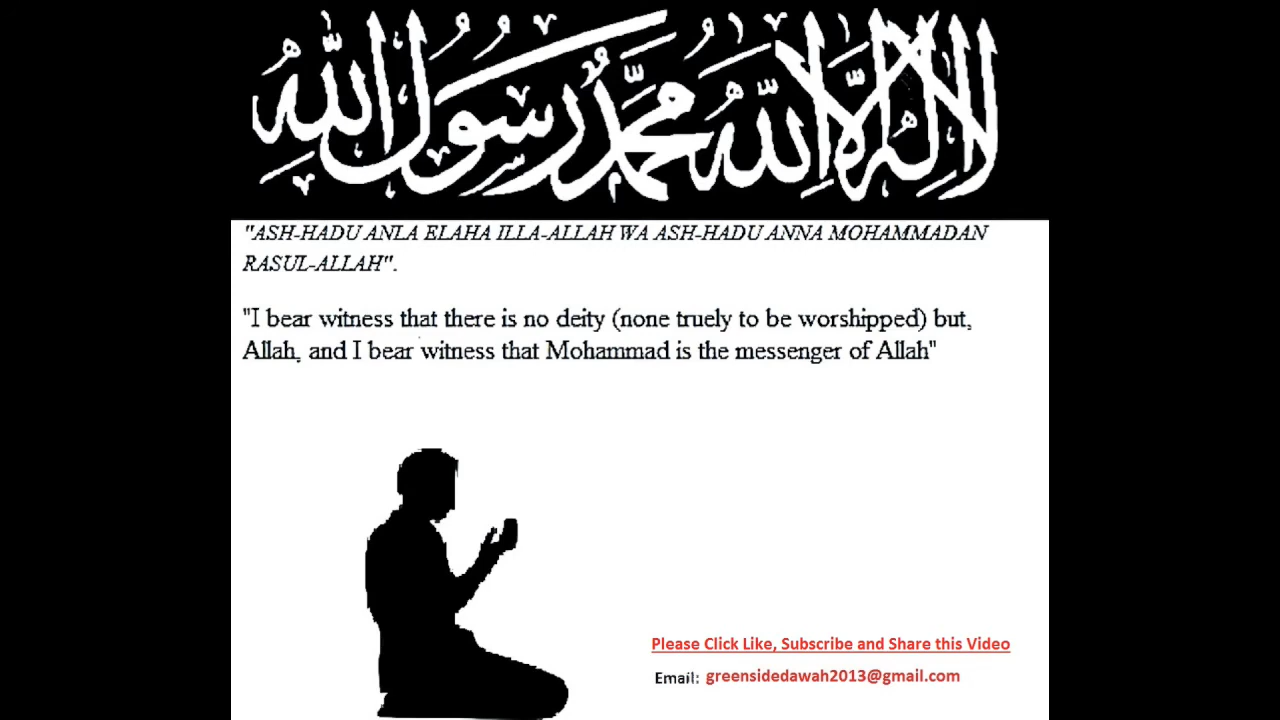 لا إله إلا الله محمد رسول الله
"ASH-HADU ANLA ELAHA ILLA-ALLAH WA ASH-HADU ANNA MOHAMMADAN
RASUL-ALLAH".
"I bear witness that there is no deity (none truely to be worshipped) but,
Allah, and I bear witness that Mohammad is the messenger of Allah"
Please Click Like, Subscribe and Share this Video
Email: greensidedawah2013@gmail.com